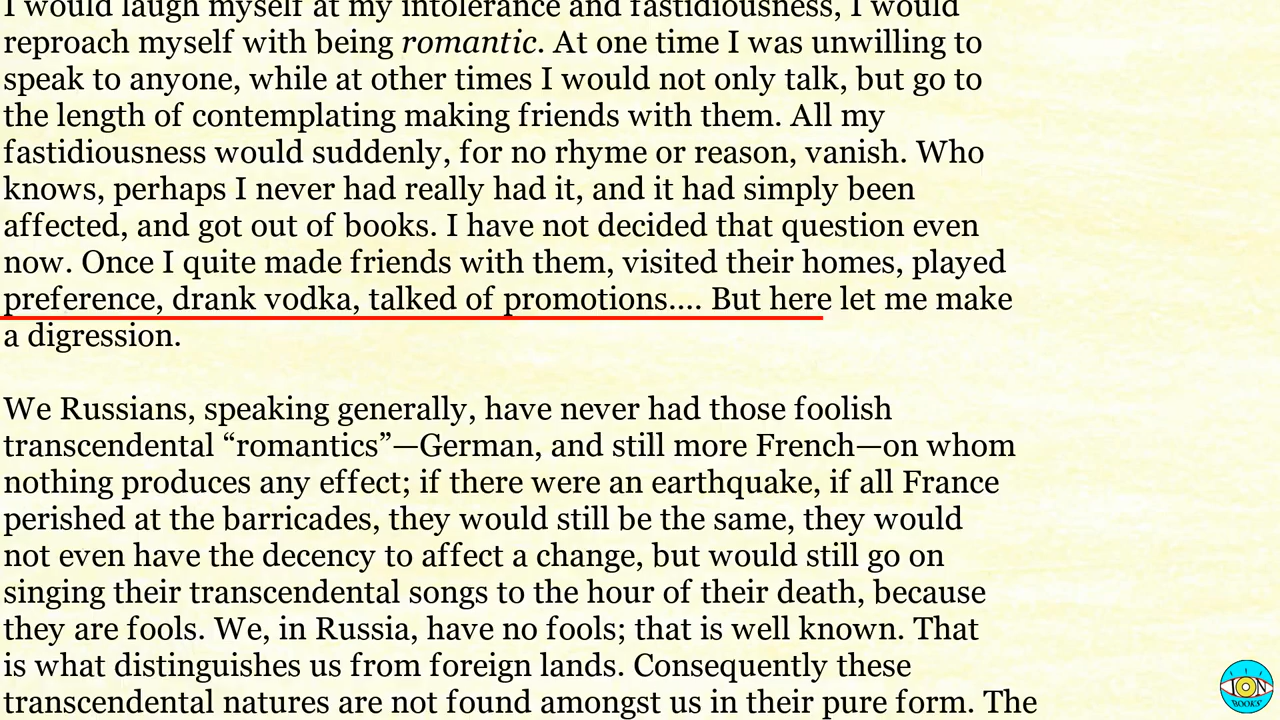 I would laugh myself at my intolerance and fastidiousness, I would
reproach myself with being romantic. At one time I was unwilling to
speak to anyone, while at other times I would not only talk, but go to
the length of contemplating making friends with them. All my
fastidiousness would suddenly, for no rhyme or reason, vanish. Who
knows, perhaps I never had really had it, and it had simply been
affected, and got out of books. I have not decided that question even
now. Once I quite made friends with them, visited their homes, played
preference, drank vodka, talked of promotions.... But here let me make
a digression.
We Russians, speaking generally, have never had those foolish
transcendental “romantics”—German, and still more French—on whom
nothing produces any effect; if there were an earthquake, if all France
perished at the barricades, they would still be the same, they would
not even have the decency to affect a change, but would still go on
singing their transcendental songs to the hour of their death, because
they are fools. We, in Russia, have no fools; that is well known. That
is what distinguishes us from foreign lands. Consequently these
transcendental natures are not found amongst us in their pure form. The
ION
BOOKS